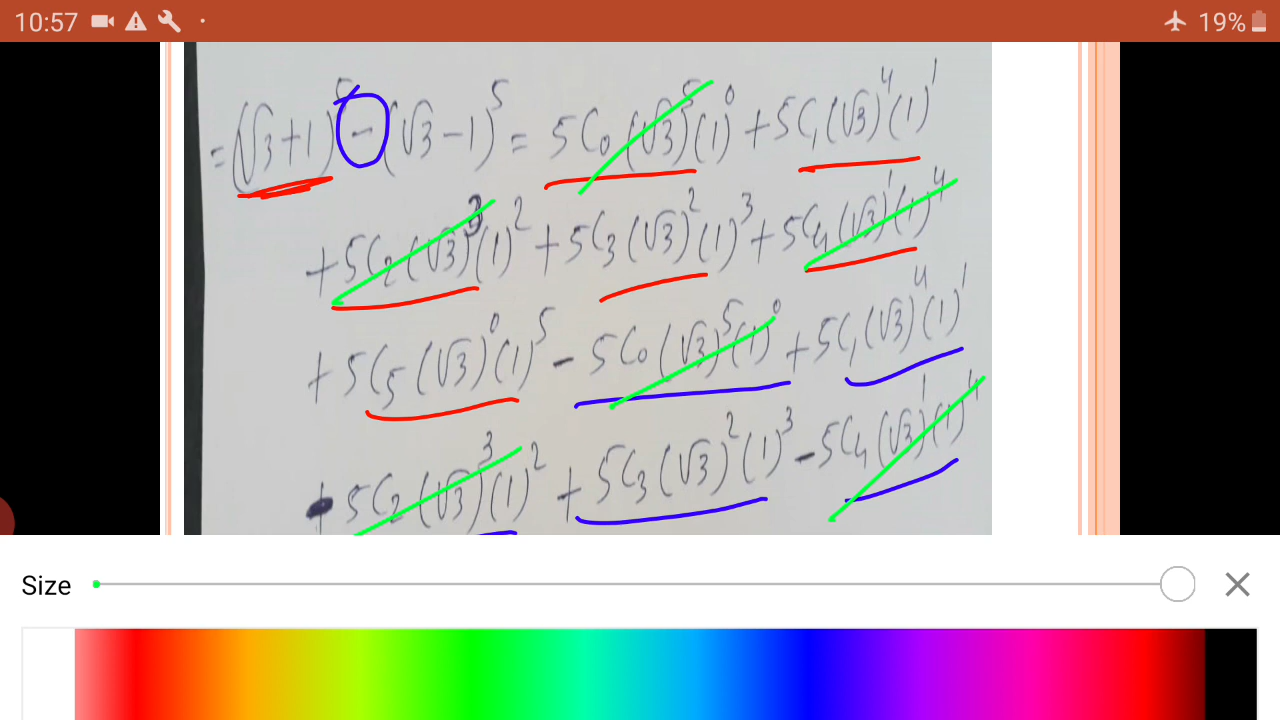 10:57 19%
= (√3+1)⁵ - (√3-1)⁵ = 5C₀(√3)⁵(1)⁰ + 5C₁(√3)⁴(1)¹
+ 5C₂(√3)³(1)² + 5C₃(√3)²(1)³ + 5C₄(√3)¹(1)⁴
+ 5C₅(√3)⁰(1)⁵ - 5C₀(√3)⁵(1)⁰ + 5C₁(√3)⁴(1)¹
- 5C₂(√3)³(1)² + 5C₃(√3)²(1)³ - 5C₄(√3)¹(1)⁴
Size